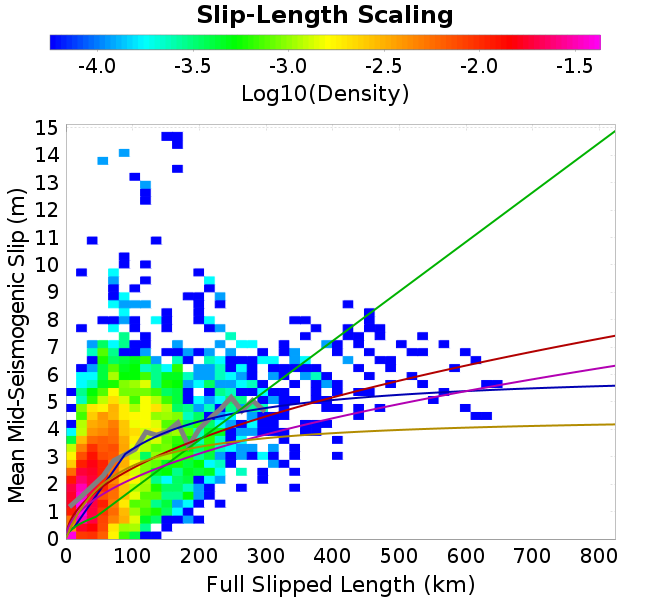 Slip-Length Scaling
-4.0 -3.5 -3.0 -2.5 -2.0 -1.5
Log10(Density)
Mean Mid-Seismogenic Slip (m)
15
14
13
12
11
10
9
8
7
6
5
4
3
2
1
0
0 100 200 300 400 500 600 700 800
Full Slipped Length (km)